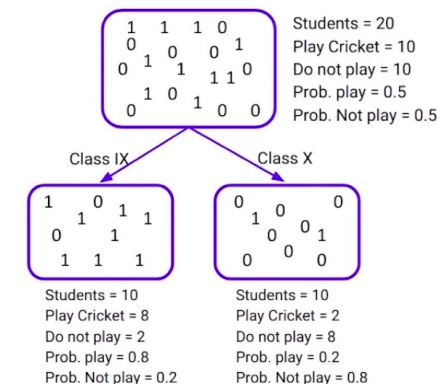 1 1 1 0
0 0 0 1
0 1 1 1 1 0
1 0 1
0 0 0
Students = 20
Play Cricket = 10
Do not play = 10
Prob. play = 0.5
Prob. Not play = 0.5
Class IX
Class X
1 0
1 1 1
0 1
1 1 1
Students = 10
Play Cricket = 8
Do not play = 2
Prob. play = 0.8
Prob. Not play = 0.2
0 0
1 0
0 0 1
0 0 0
Students = 10
Play Cricket = 2
Do not play = 8
Prob. play = 0.2
Prob. Not play = 0.8